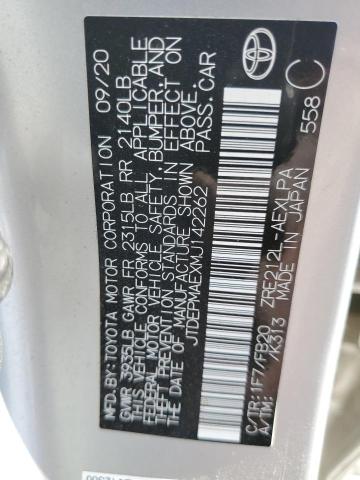 MFD.BY: TOYOTA MOTOR CORPORATION 09/20
GVWR 3935LB GAWR FR 2315LB RR 2140LB
THIS VEHICLE CONFORMS TO ALL APPLICABLE
FEDERAL MOTOR VEHICLE SAFETY, BUMPER, AND
THEFT PREVENTION STANDARDS IN EFFECT ON
THE DATE OF MANUFACTURE SHOWN ABOVE.
JTDEPMAEXMJ142262 PASS.CAR
C/TR:1F7/FB20 ZRE212L-AEXLPA
A/TM: /K313 MADE IN JAPAN
558 C